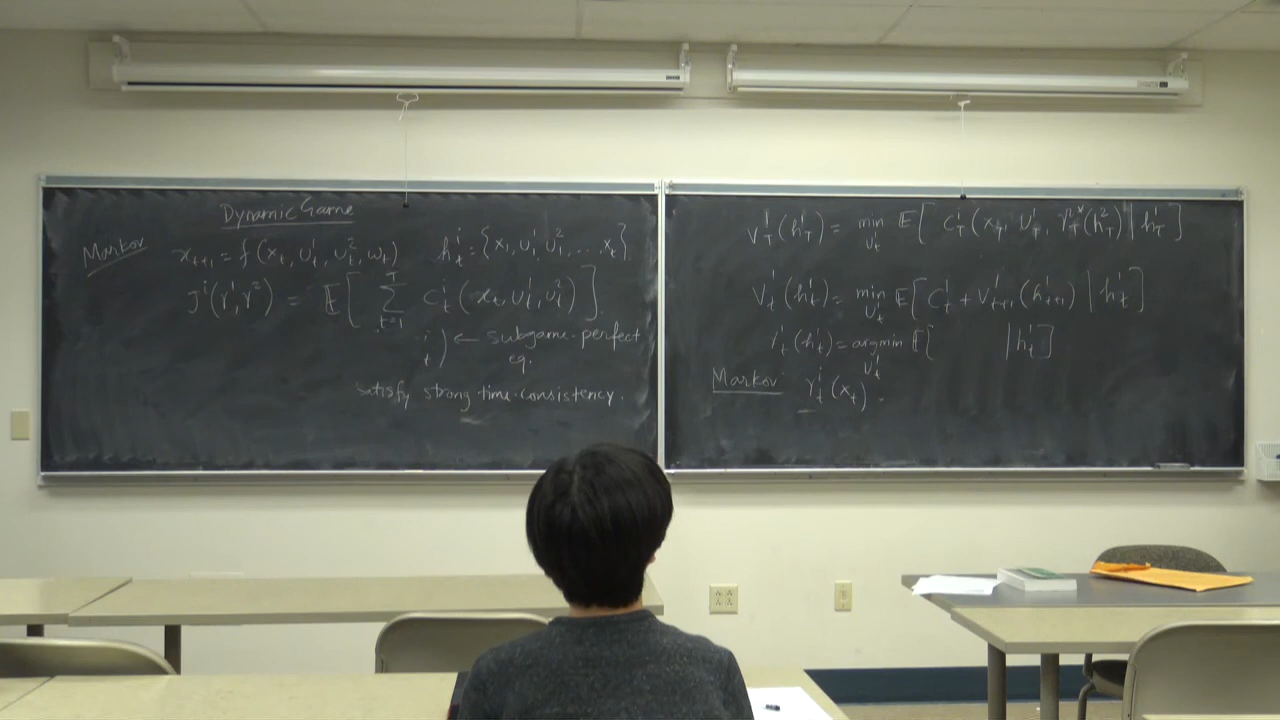 Dynamic Game
Markov x_{t+1} = f(x_t, u_t^1, u_t^2, ω_t) h_t^i = {x_1, u_1^1, u_1^2, ..., x_t}
J^i(γ^1, γ^2) = E[ Σ_{t=1}^T c_t^i(x_t, u_t^1, u_t^2) ]
i t ) ← subgame-perfect
eq.
satisfy strong time-consistency.
V_T^1(h_T^1) = min_{u_T^1} E[ C_T^i(x_T, u_T^1, γ_T^{2*}(h_T^2) | h_T^1 ]
V_t^1(h_t^1) = min_{u_t^1} E[ C_t^1 + V_{t+1}^1(h_{t+1}^1) | h_t^1 ]
γ_t^1(h_t^1) = argmin_{u_t^1} E[ | h_t^1 ]
Markov γ_t^i(x_t).